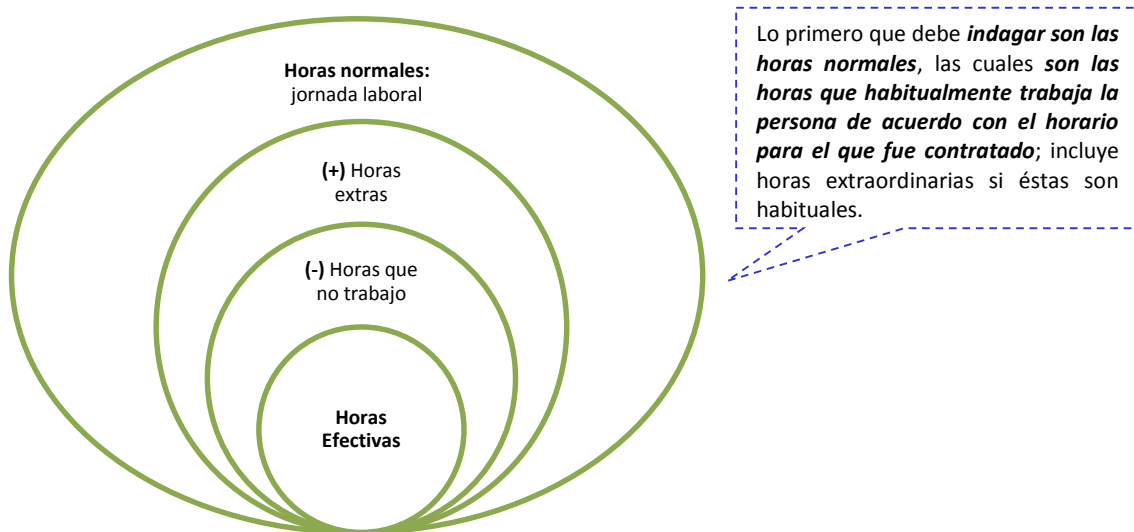 Horas normales:
jornada laboral
(+) Horas
extras
(-) Horas que
no trabajo
Horas
Efectivas
Lo primero que debe indagar son las
horas normales, las cuales son las
horas que habitualmente trabaja la
persona de acuerdo con el horario
para el que fue contratado; incluye
horas extraordinarias si éstas son
habituales.